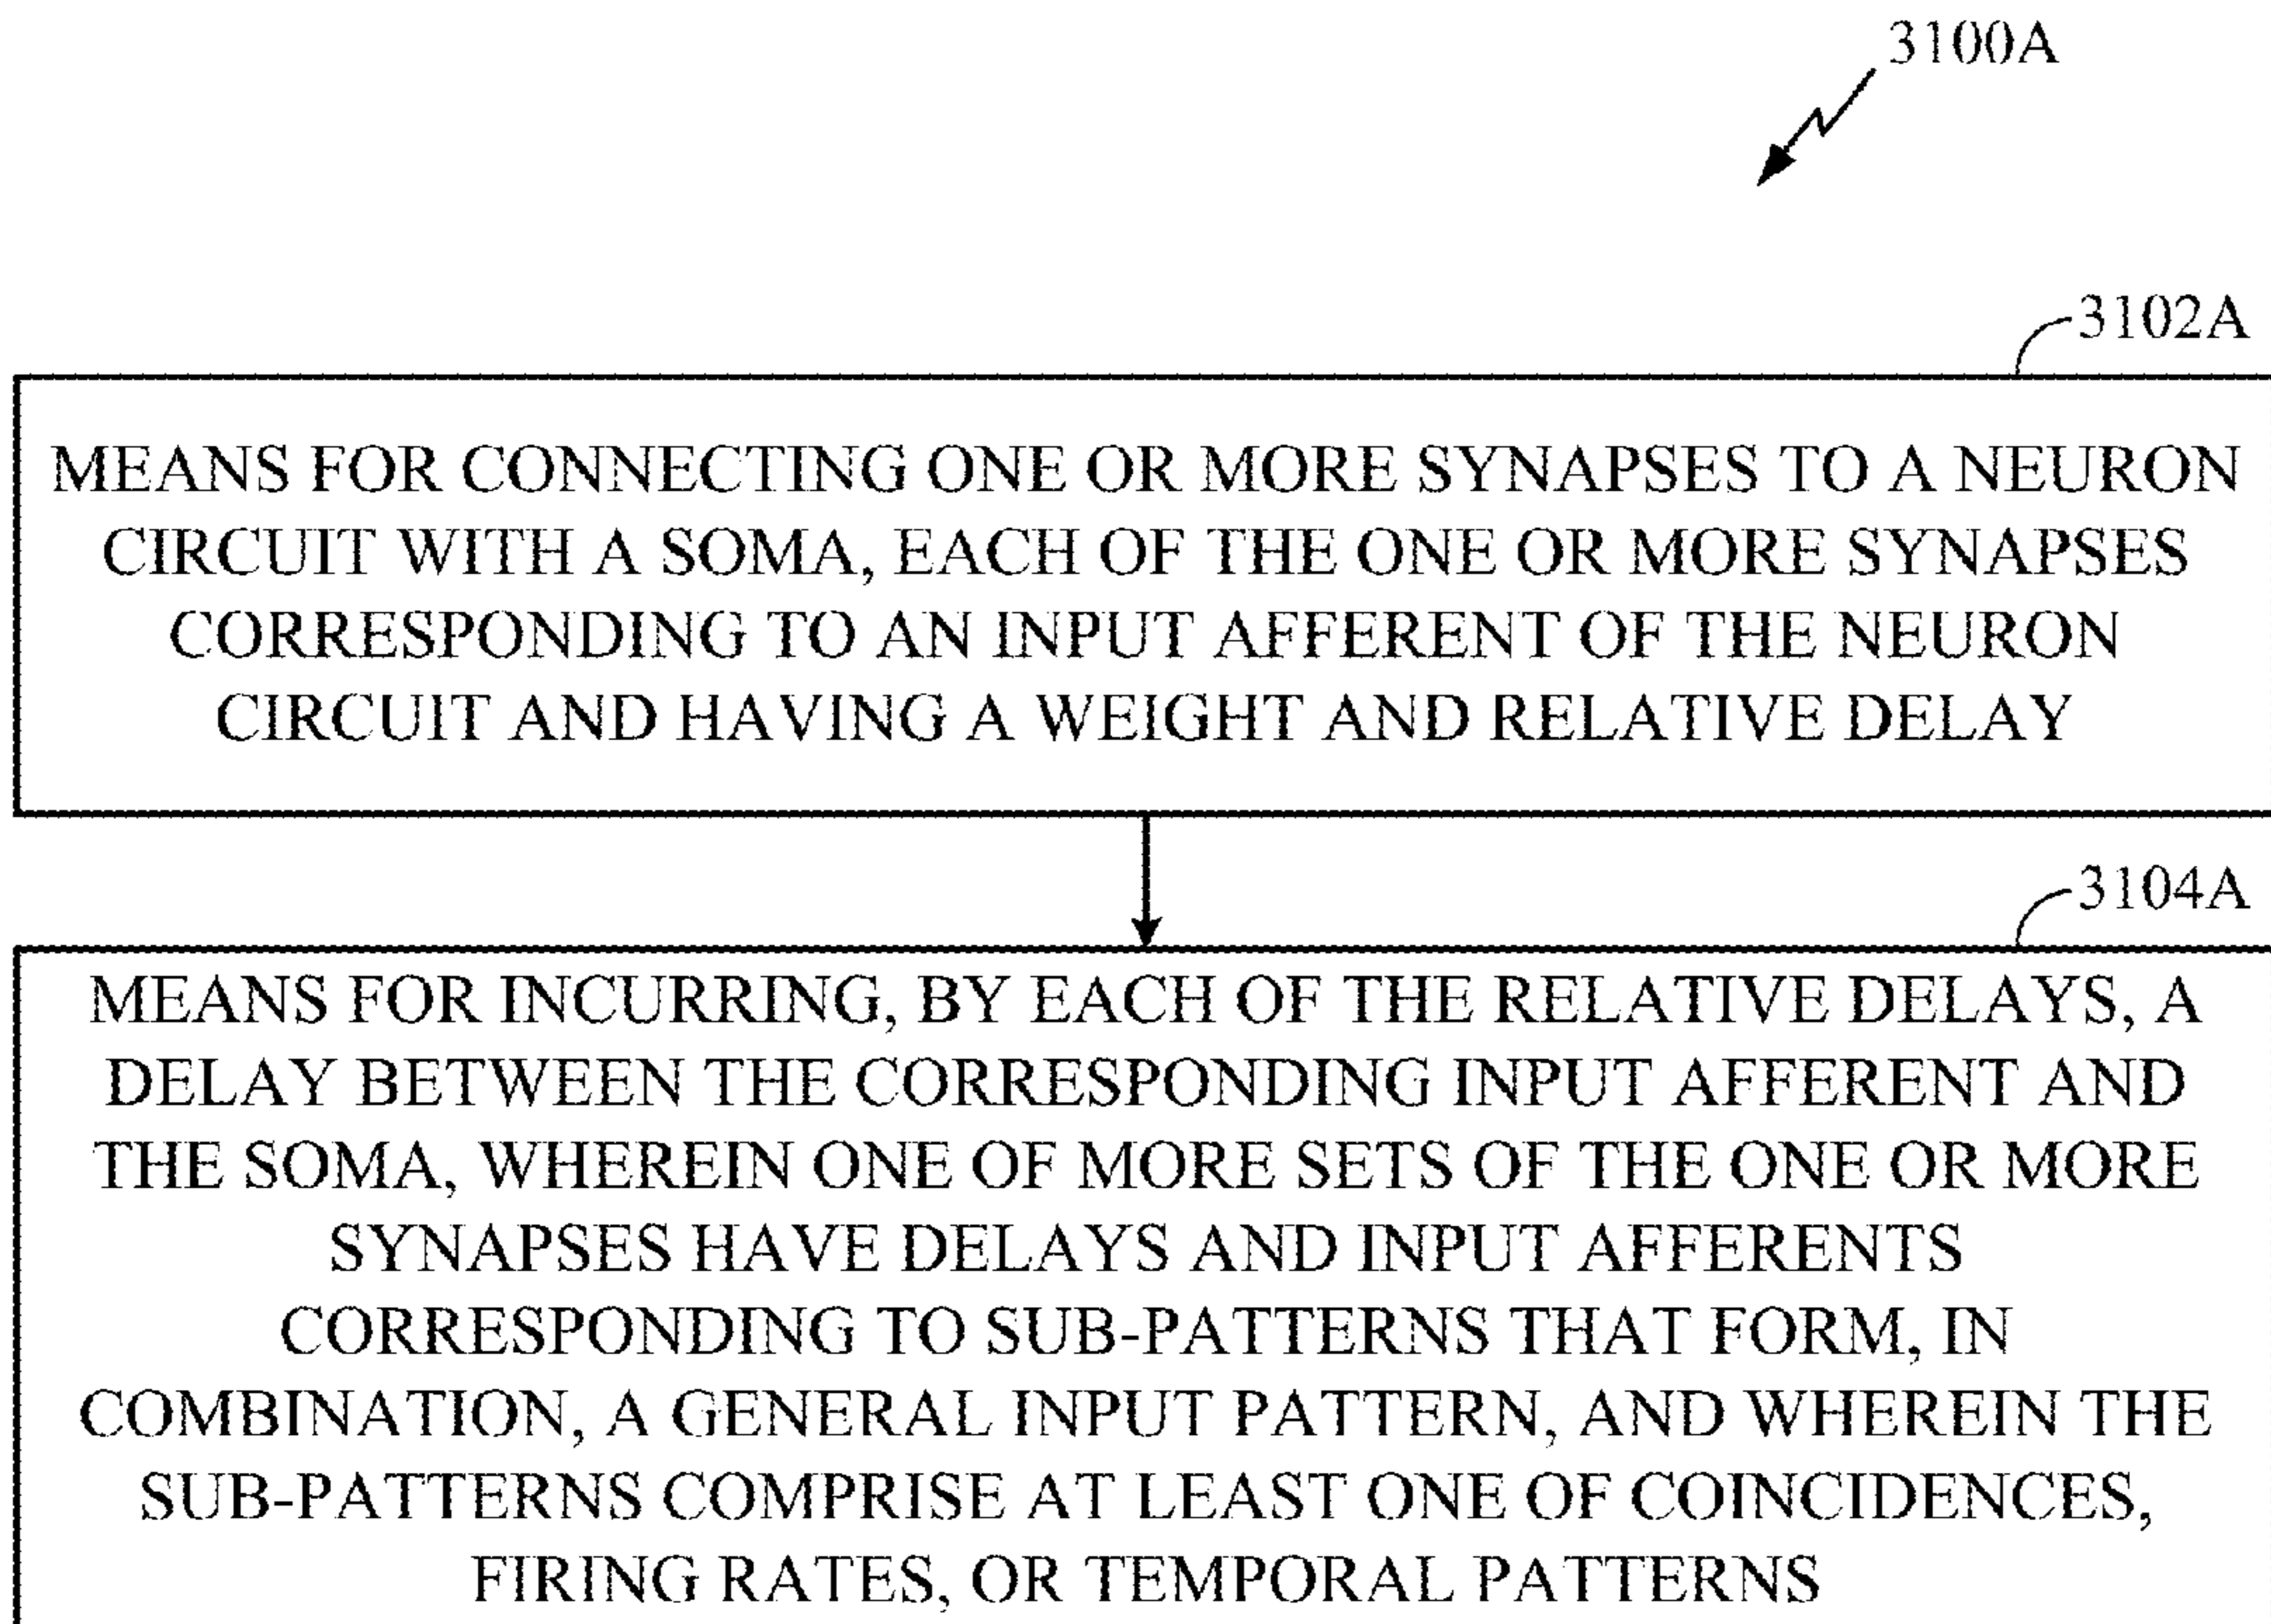 3100A
3102A
MEANS FOR CONNECTING ONE OR MORE SYNAPSES TO A NEURON
CIRCUIT WITH A SOMA, EACH OF THE ONE OR MORE SYNAPSES
CORRESPONDING TO AN INPUT AFFERENT OF THE NEURON
CIRCUIT AND HAVING A WEIGHT AND RELATIVE DELAY
3104A
MEANS FOR INCURRING, BY EACH OF THE RELATIVE DELAYS, A
DELAY BETWEEN THE CORRESPONDING INPUT AFFERENT AND
THE SOMA, WHEREIN ONE OF MORE SETS OF THE ONE OR MORE
SYNAPSES HAVE DELAYS AND INPUT AFFERENTS
CORRESPONDING TO SUB-PATTERNS THAT FORM, IN
COMBINATION, A GENERAL INPUT PATTERN, AND WHEREIN THE
SUB-PATTERNS COMPRISE AT LEAST ONE OF COINCIDENCES,
FIRING RATES, OR TEMPORAL PATTERNS